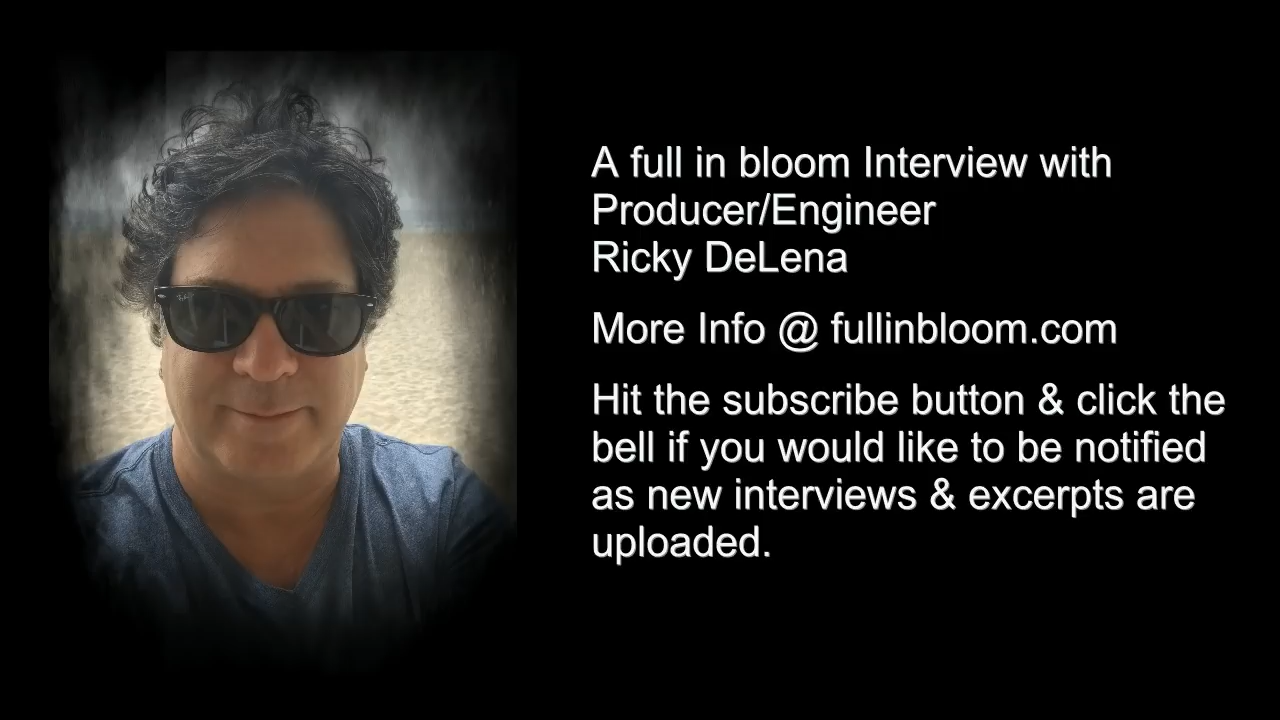 A full in bloom Interview with
Producer/Engineer
Ricky DeLena
More Info @ fullinbloom.com
Hit the subscribe button & click the
bell if you would like to be notified
as new interviews & excerpts are
uploaded.